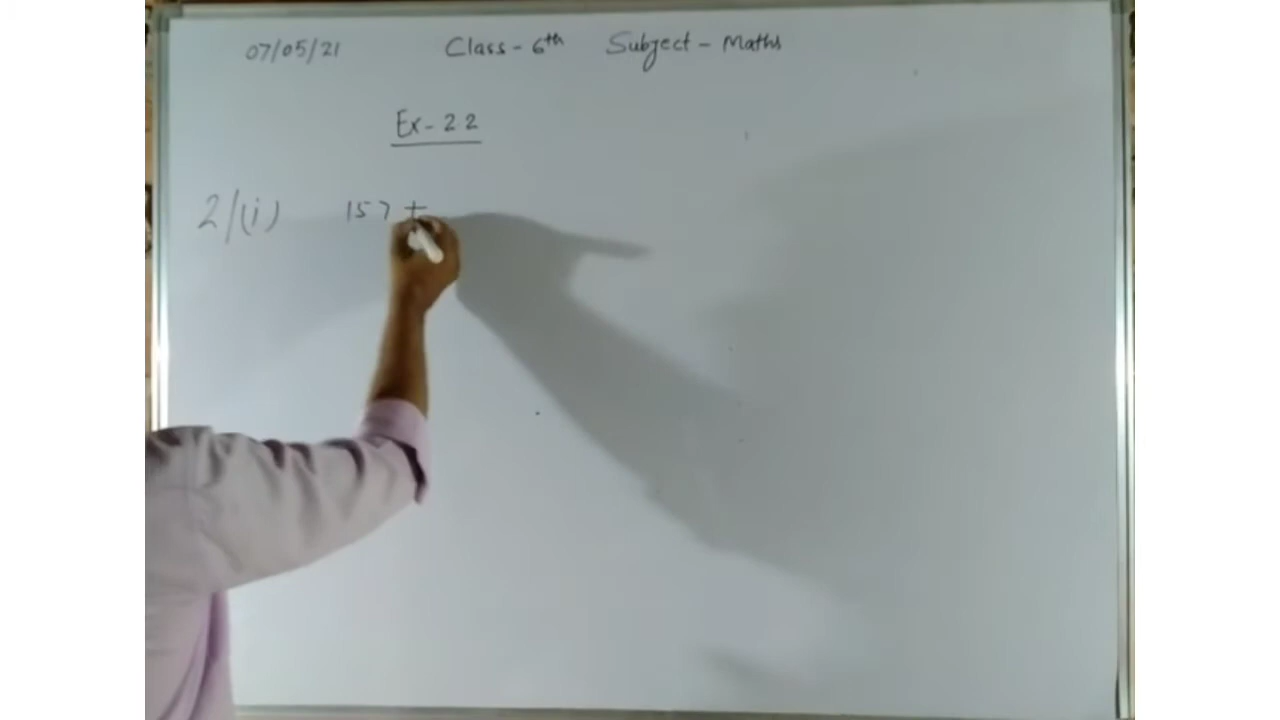 07/05/21 Class - 6th Subject - Maths
Ex - 2.2
2/(i) 157 +